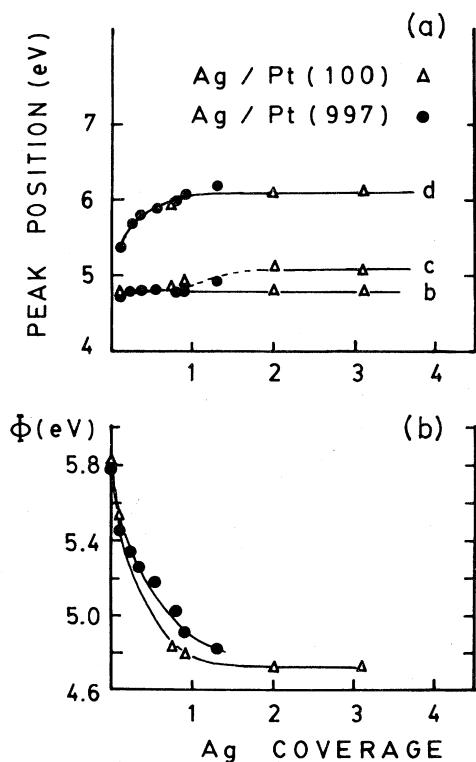 (a)
Ag / Pt (100) △
Ag / Pt (997) ●
PEAK POSITION (eV)
7
6
5
4
d
c
b
1 2 3 4
(b)
Φ(eV)
5.8
5.4
5.0
4.6
1 2 3 4
Ag COVERAGE